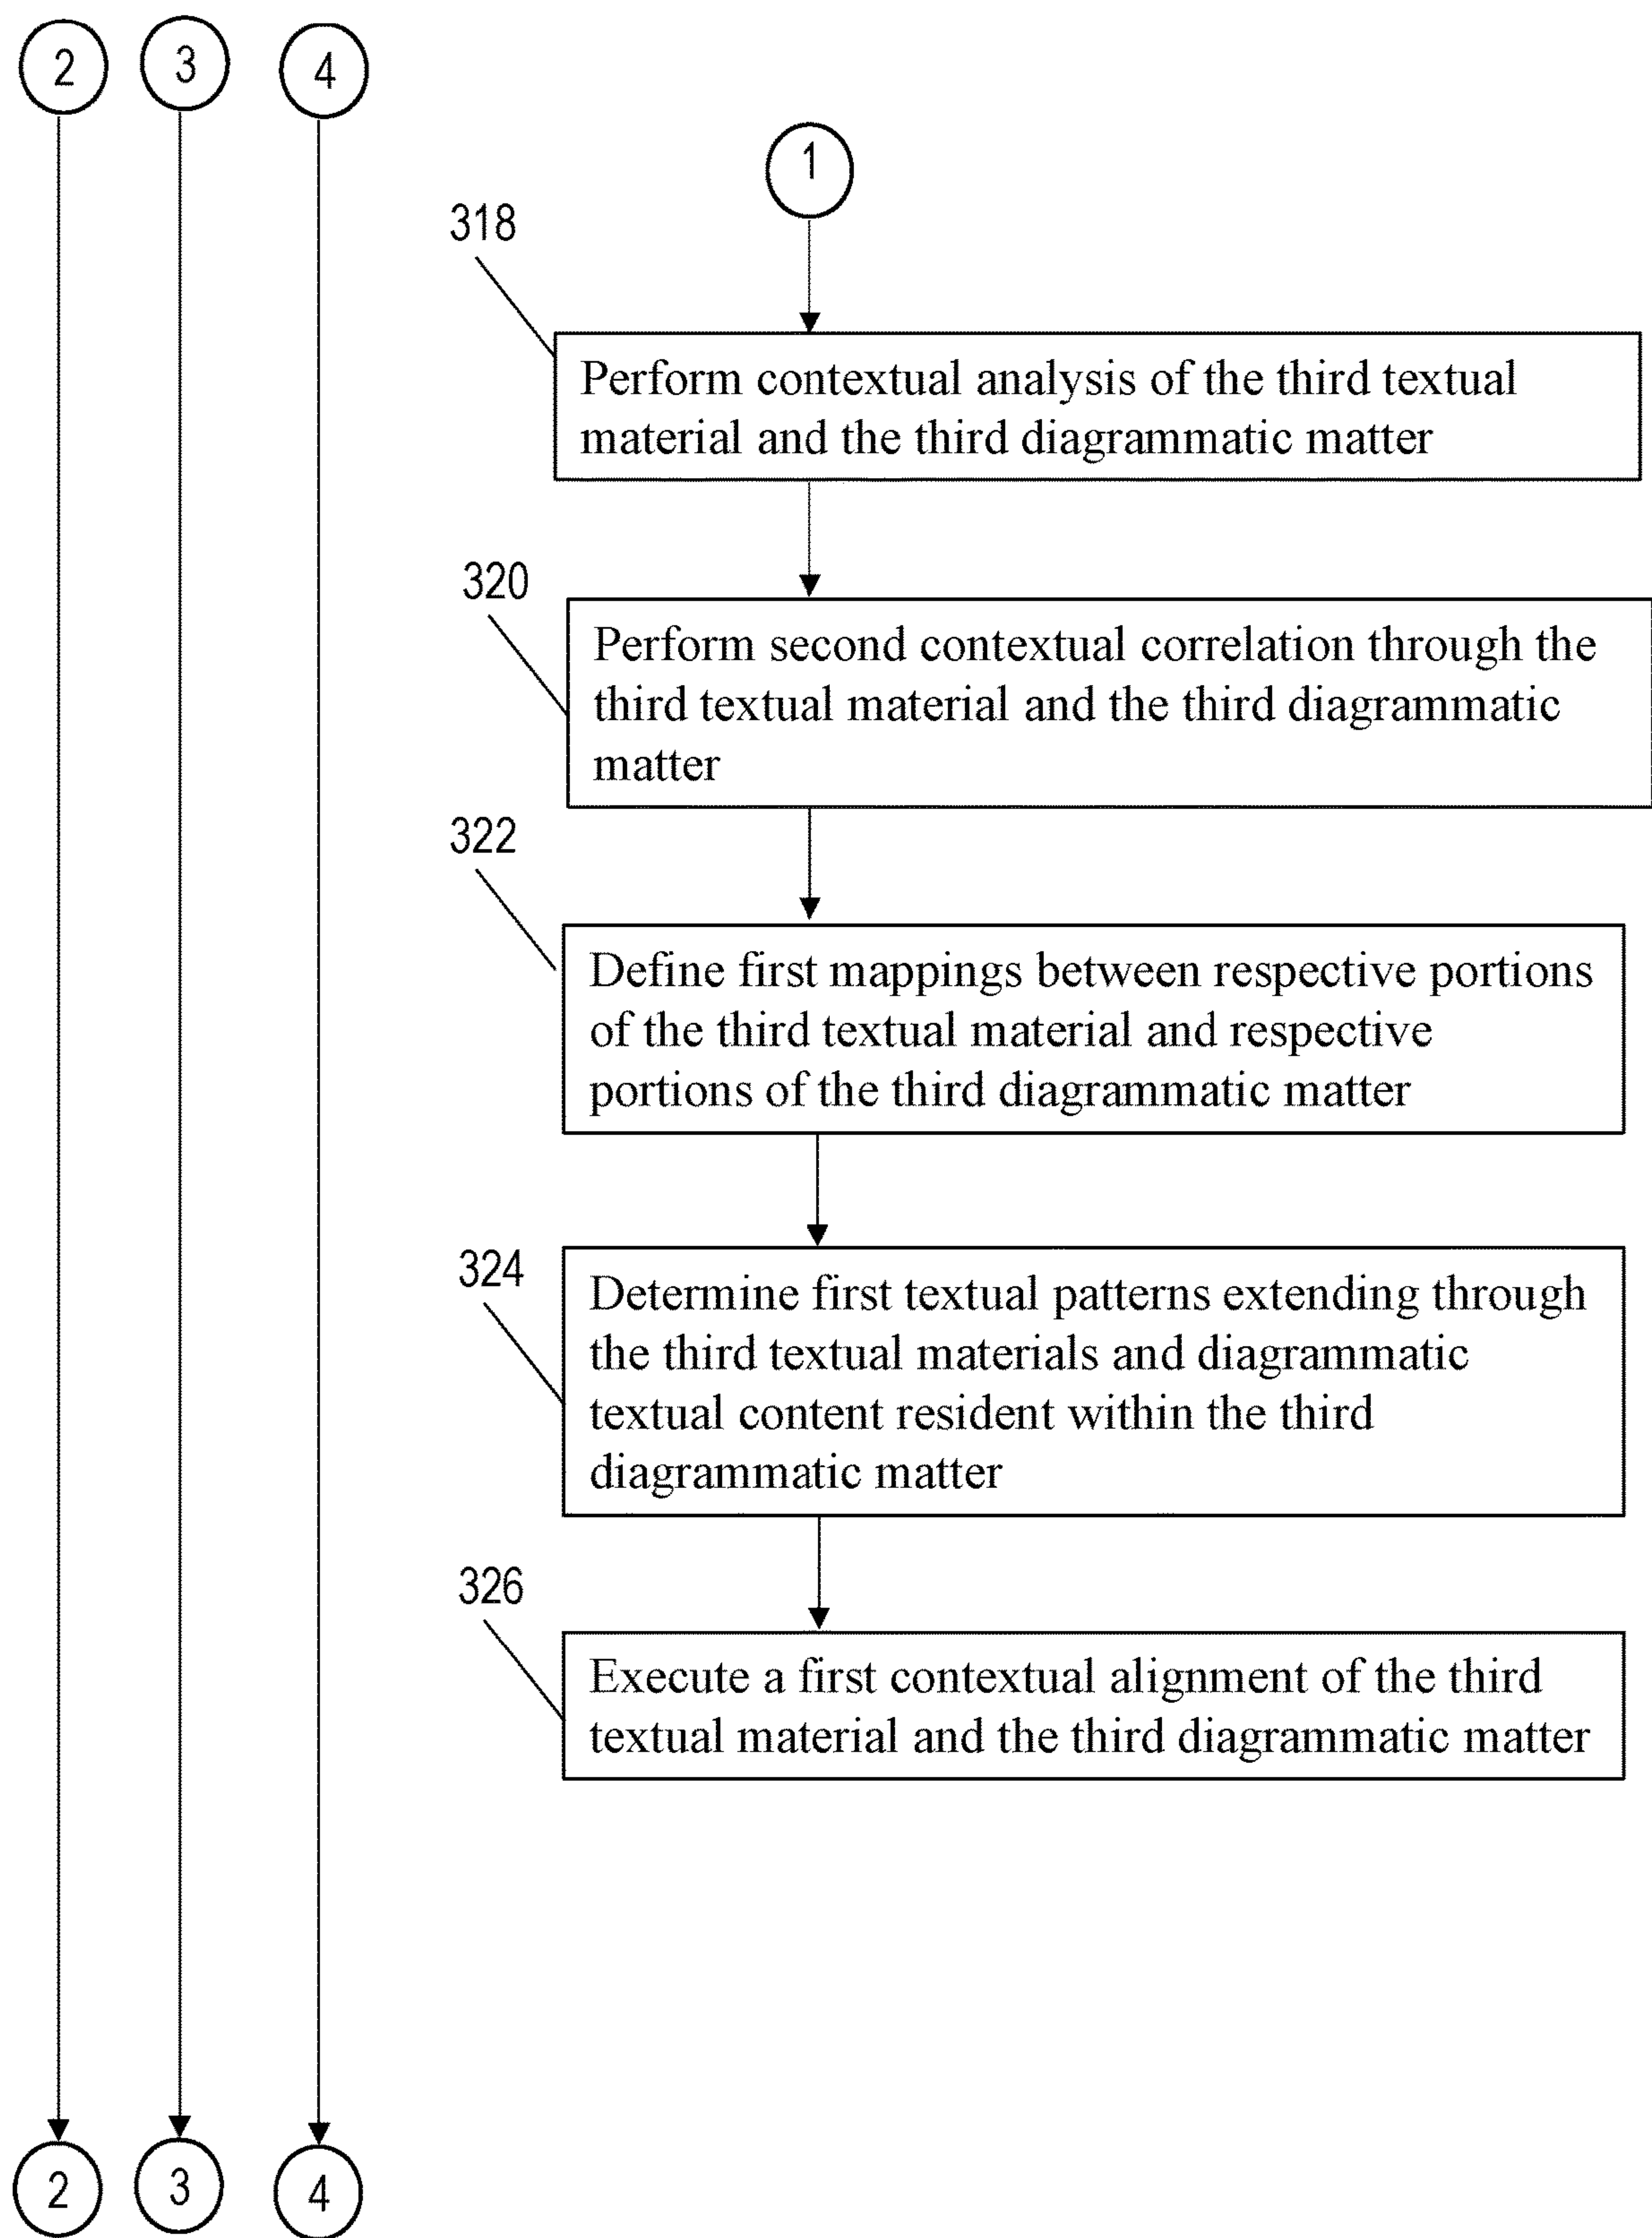 2
3
4
1
318
Perform contextual analysis of the third textual
material and the third diagrammatic matter
320
Perform second contextual correlation through the
third textual material and the third diagrammatic
matter
322
Define first mappings between respective portions
of the third textual material and respective
portions of the third diagrammatic matter
324
Determine first textual patterns extending through
the third textual materials and diagrammatic
textual content resident within the third
diagrammatic matter
326
Execute a first contextual alignment of the third
textual material and the third diagrammatic matter
2
3
4